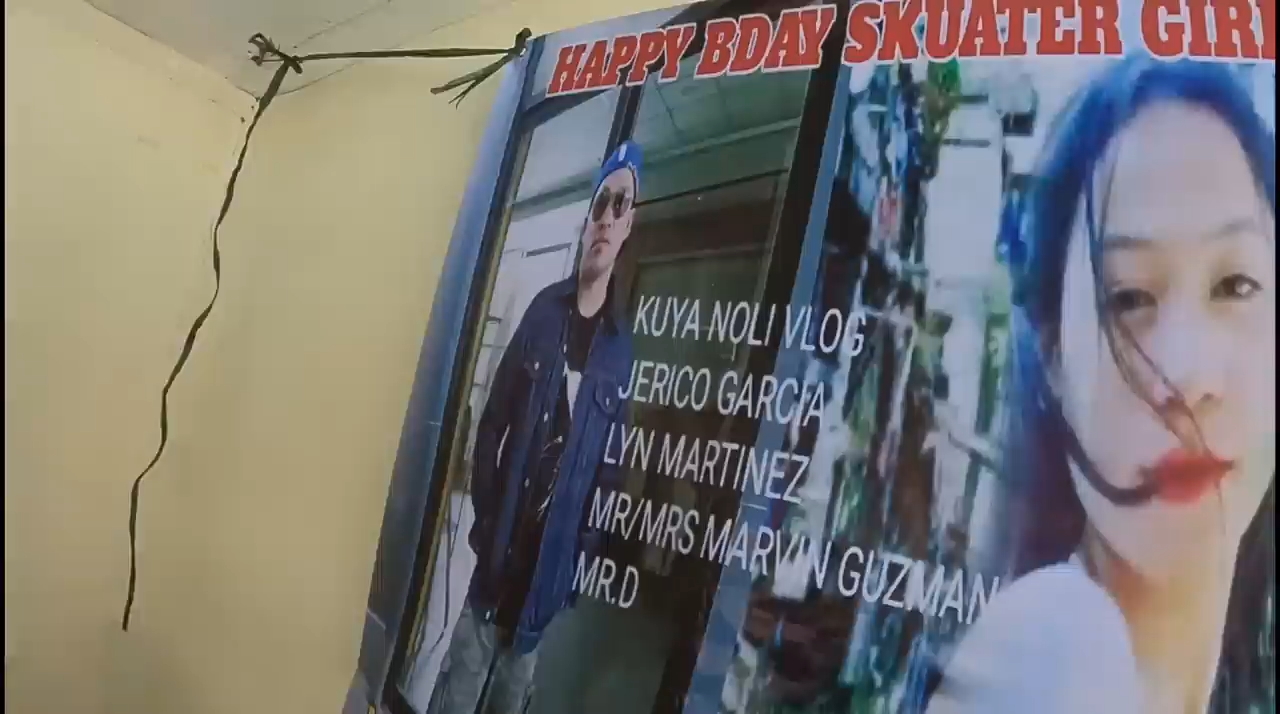 HAPPY BDAY SKUATER GIRL
KUYA NOLI VLOG
JERICO GARCIA
LYN MARTINEZ
MR/MRS MARVIN GUZMAN
MR.D